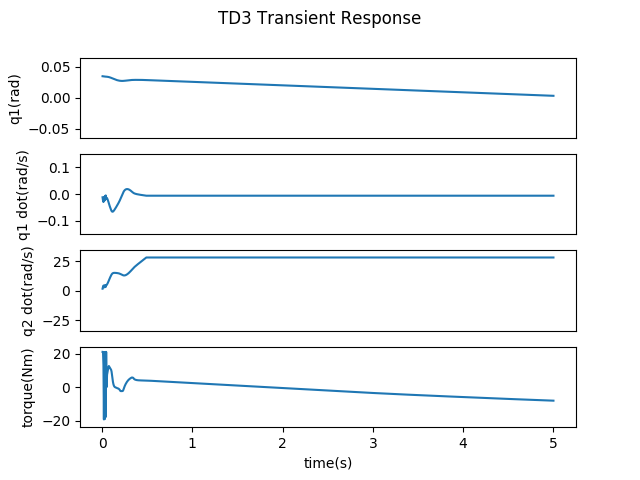 TD3 Transient Response
q1(rad)
0.05
0.00
−0.05
q1 dot(rad/s)
0.1
0.0
−0.1
q2 dot(rad/s)
25
0
−25
torque(Nm)
20
0
−20
0 1 2 3 4 5
time(s)